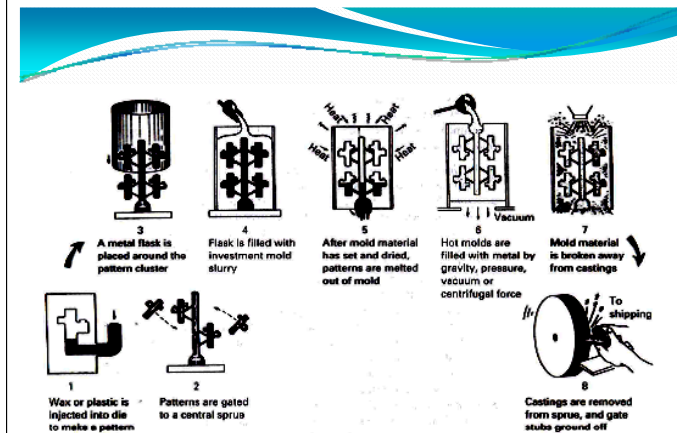 3
A metal flask is
placed around the
pattern cluster
4
Flask is filled with
investment mold
slurry
Heat
Heat
Heat
Heat
5
After mold material
has set and dried,
patterns are melted
out of mold
Vacuum
6
Hot molds are
filled with metal by
gravity, pressure,
vacuum or
centrifugal force
7
Mold material
is broken away
from castings
1
Wax or plastic is
injected into die
to make a pattern
2
Patterns are gated
to a central sprue
To
shipping
8
Castings are removed
from sprue, and gate
stubs ground off